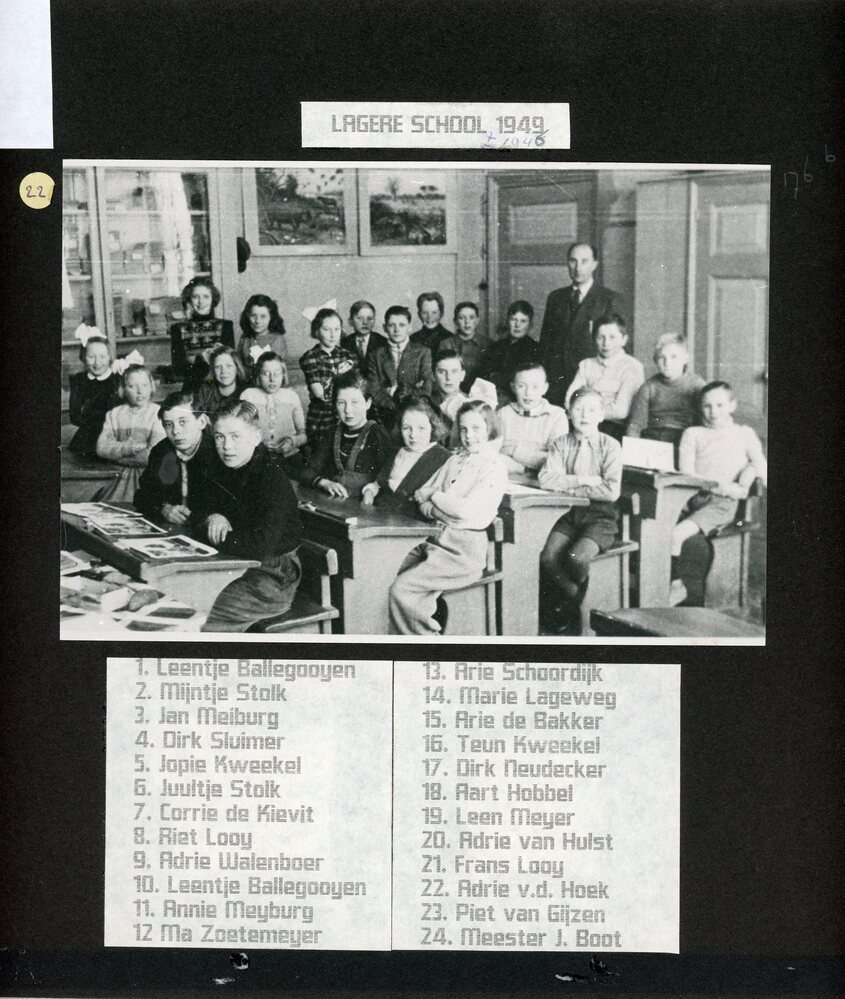 LAGERE SCHOOL 1949
± 1946
22
176 b
1. Leentje Ballegooyen
2. Mijntje Stolk
3. Jan Meiburg
4. Dirk Sluimer
5. Jopie Kweekel
6. Juultje Stolk
7. Corrie de Kievit
8. Riet Looy
9. Adrie Walenboer
10. Leentje Ballegooyen
11. Annie Meyburg
12 Ma Zoetemeyer
13. Arie Schoordijk
14. Marie Lageweg
15. Arie de Bakker
16. Teun Kweekel
17. Dirk Neudecker
18. Aart Hobbel
19. Leen Meyer
20. Adrie van Hulst
21. Frans Looy
22. Adrie v.d. Hoek
23. Piet van Gijzen
24. Meester J. Boot